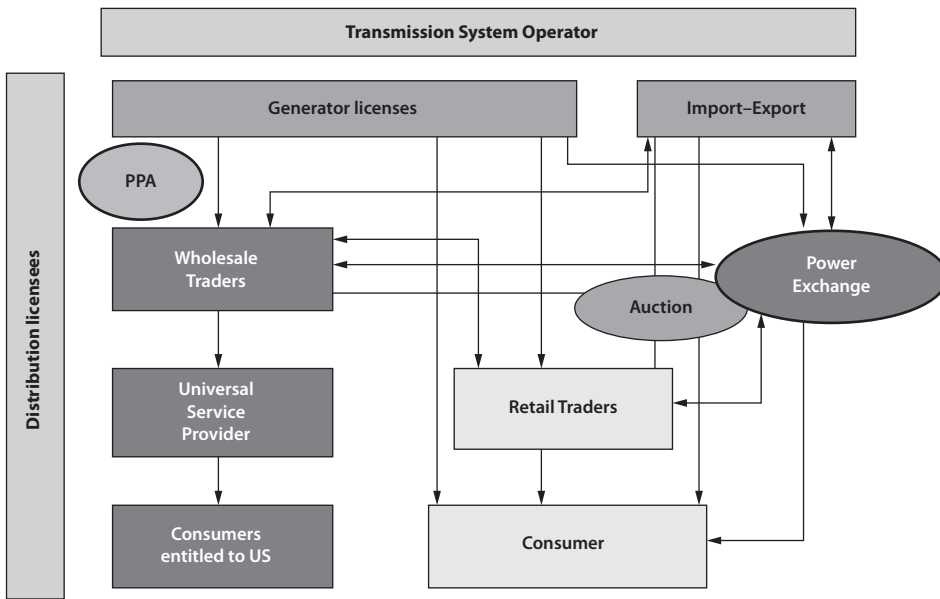 Transmission System Operator
Distribution licensees
Generator licenses
Import–Export
PPA
Wholesale
Traders
Power
Exchange
Auction
Universal
Service
Provider
Retail Traders
Consumers
entitled to US
Consumer